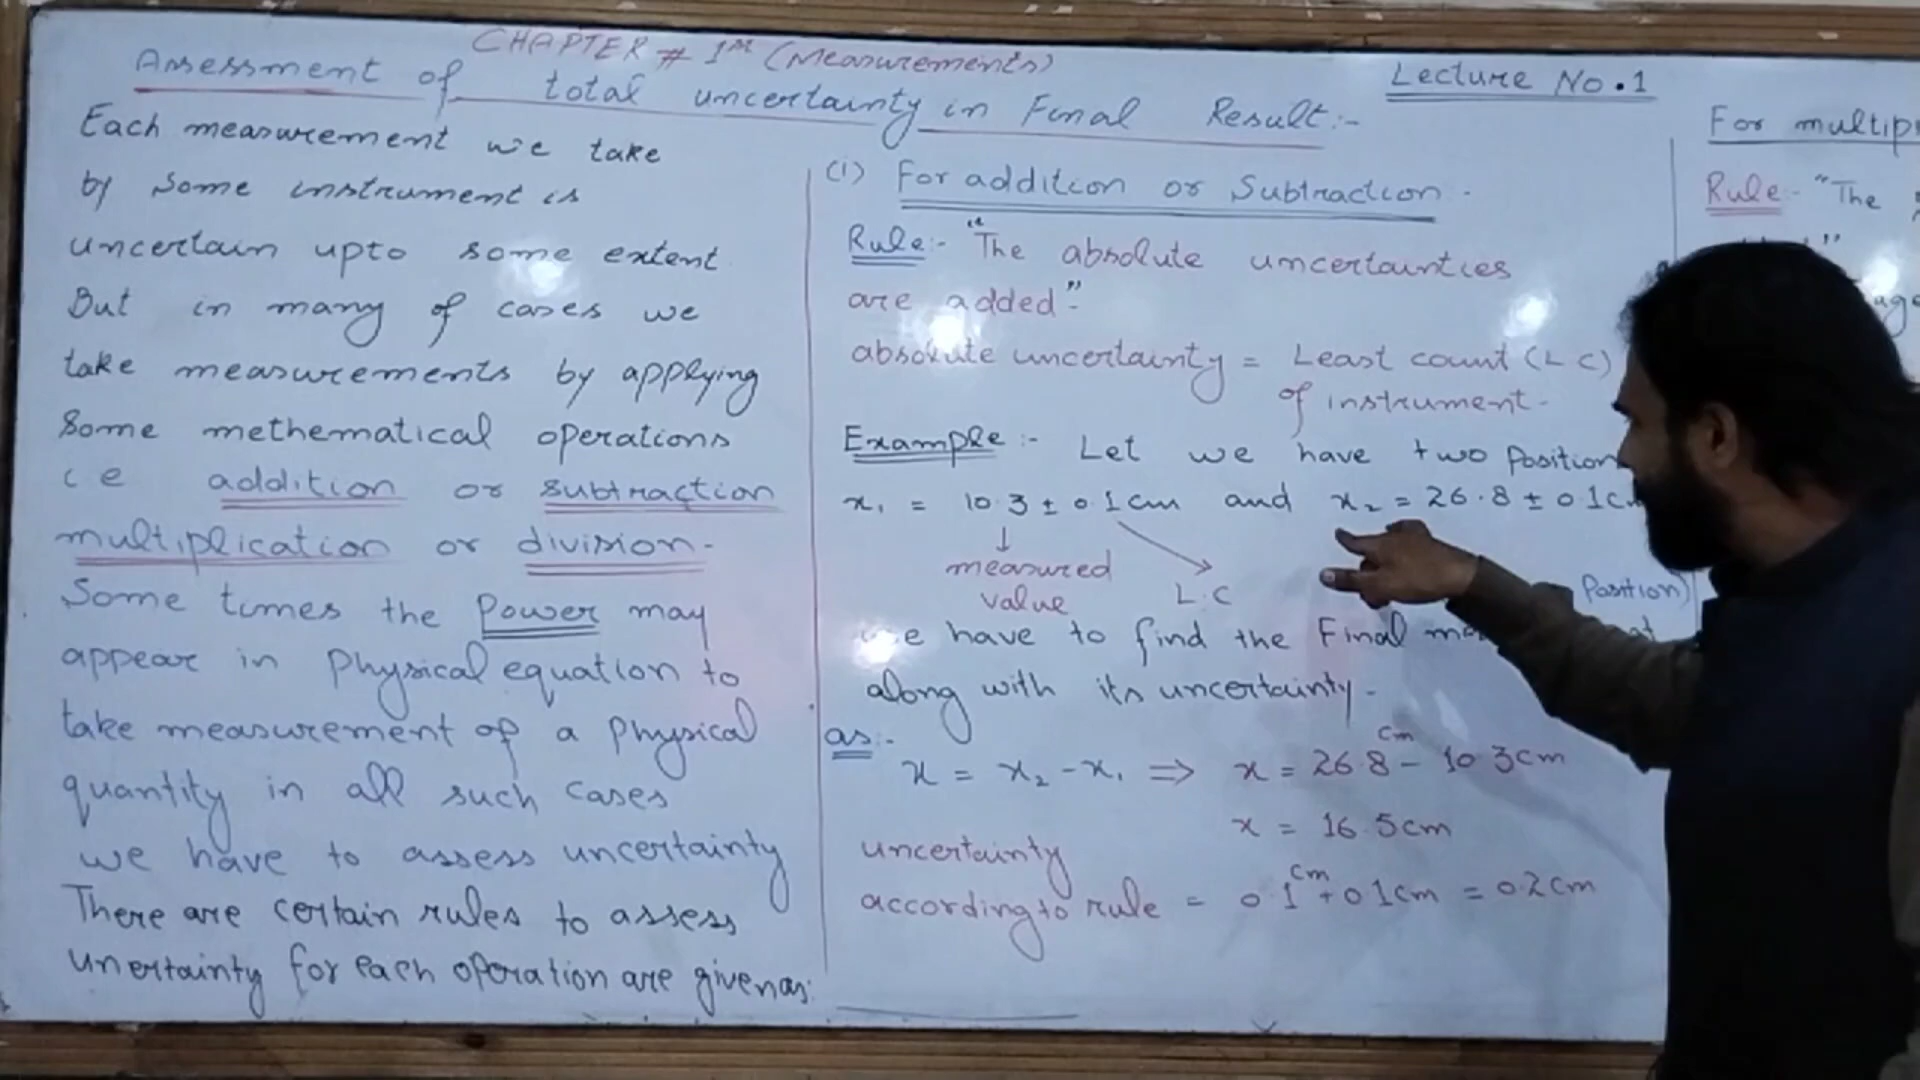 CHAPTER # 1st (Measurements)
Assessment of total uncertainty in Final Result:-
Lecture No.1
Each measurement we take
by some instrument is
uncertain upto some extent
But in many of cases we
take measurements by applying
some methematical operations
i e addition or subtraction
multiplication or division-
Some times the Power may
appear in Physical equation to
take measurement of a Physical
quantity in all such cases
we have to assess uncertainty
There are certain rules to assess
unertainty for each operation are given as:
(1) For addition or Subtraction -
Rule:- "The absolute uncertainties
are added".
absolute uncertainty = Least count (L C)
of instrument-
Example:- Let we have two Position
x₁ = 10.3 ± 0.1 cm and x₂ = 26.8 ± 0.1 c
measured
value
L.C
Position)
we have to find the Final
along with its uncertainty-
as:-
x = x₂ - x₁ ⇒ x = 26.8 cm - 10.3 cm
x = 16.5 cm
uncertainty
according to rule = 0.1 cm + 0.1 cm = 0.2 cm
For multip
Rule:- "The